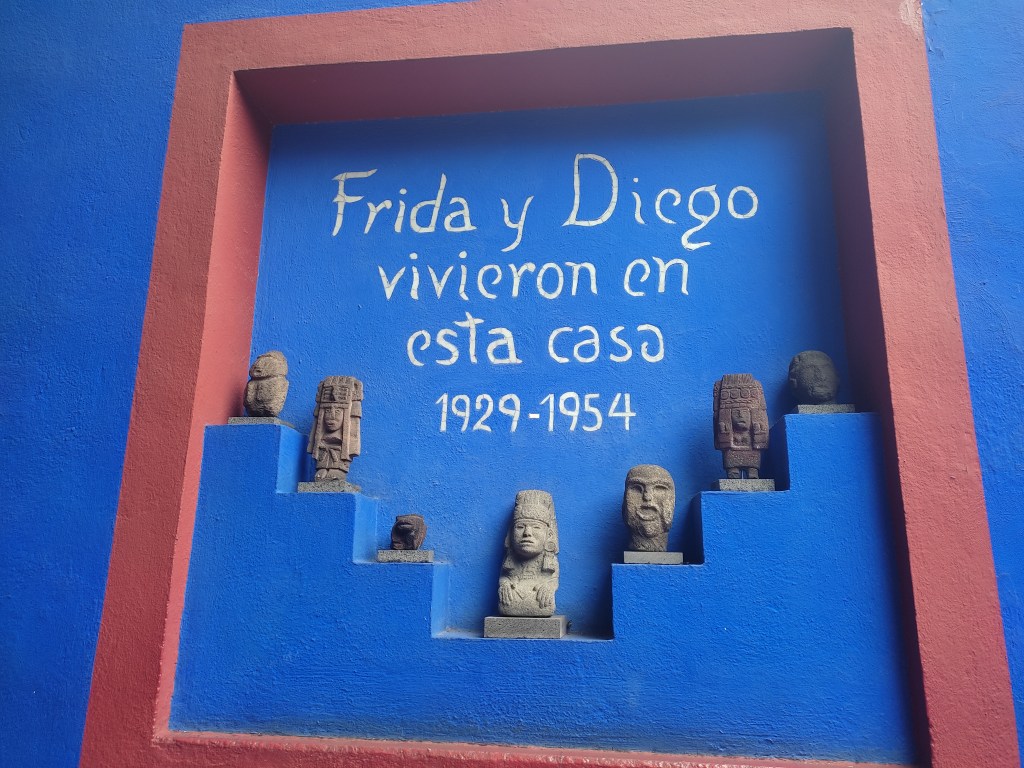 Frida y Diego
vivieron en
esta casa
1929-1954